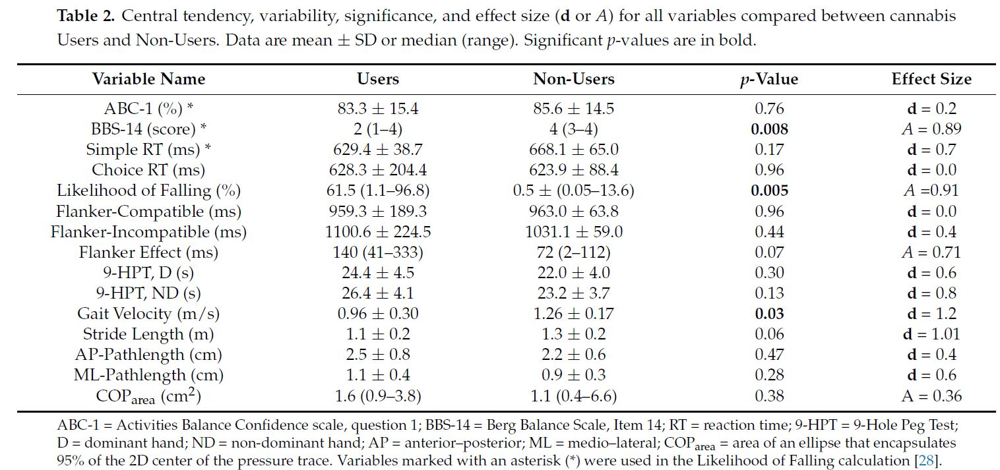 Table 2. Central tendency, variability, significance, and effect size (d or A) for all variables compared between cannabis
Users and Non-Users. Data are mean ± SD or median (range). Significant p-values are in bold.
Variable Name Users Non-Users p-Value Effect Size
ABC-1 (%) * 83.3 ± 15.4 85.6 ± 14.5 0.76 d = 0.2
BBS-14 (score) * 2 (1–4) 4 (3–4) 0.008 A = 0.89
Simple RT (ms) * 629.4 ± 38.7 668.1 ± 65.0 0.17 d = 0.7
Choice RT (ms) 628.3 ± 204.4 623.9 ± 88.4 0.96 d = 0.0
Likelihood of Falling (%) 61.5 (1.1–96.8) 0.5 ± (0.05–13.6) 0.005 A =0.91
Flanker-Compatible (ms) 959.3 ± 189.3 963.0 ± 63.8 0.96 d = 0.0
Flanker-Incompatible (ms) 1100.6 ± 224.5 1031.1 ± 59.0 0.44 d = 0.4
Flanker Effect (ms) 140 (41–333) 72 (2–112) 0.07 A = 0.71
9-HPT, D (s) 24.4 ± 4.5 22.0 ± 4.0 0.30 d = 0.6
9-HPT, ND (s) 26.4 ± 4.1 23.2 ± 3.7 0.13 d = 0.8
Gait Velocity (m/s) 0.96 ± 0.30 1.26 ± 0.17 0.03 d = 1.2
Stride Length (m) 1.1 ± 0.2 1.3 ± 0.2 0.06 d = 1.01
AP-Pathlength (cm) 2.5 ± 0.8 2.2 ± 0.6 0.47 d = 0.4
ML-Pathlength (cm) 1.1 ± 0.4 0.9 ± 0.3 0.28 d = 0.6
COParea (cm²) 1.6 (0.9–3.8) 1.1 (0.4–6.6) 0.38 A = 0.36
ABC-1 = Activities Balance Confidence scale, question 1; BBS-14 = Berg Balance Scale, Item 14; RT = reaction time; 9-HPT = 9-Hole Peg Test;
D = dominant hand; ND = non-dominant hand; AP = anterior–posterior; ML = medio–lateral; COParea = area of an ellipse that encapsulates
95% of the 2D center of the pressure trace. Variables marked with an asterisk (*) were used in the Likelihood of Falling calculation [28].